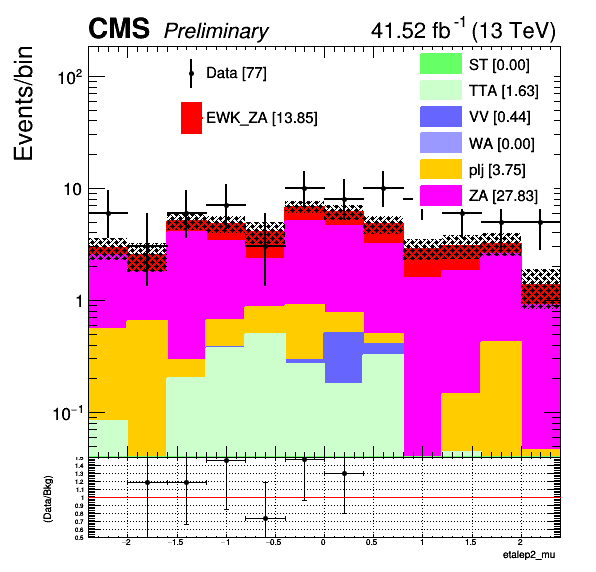 CMS Preliminary 41.52 fb⁻¹ (13 TeV)
Events/bin
Data [77]
EWK_ZA [13.85]
ST [0.00]
TTA [1.63]
VV [0.44]
WA [0.00]
plj [3.75]
ZA [27.83]
10²
10
1
10⁻¹
(Data/Bkg)
1.5
1.4
1.3
1.2
1.1
1
0.9
0.8
0.7
0.6
0.5
−2 −1.5 −1 −0.5 0 0.5 1 1.5 2
etalep2_mu